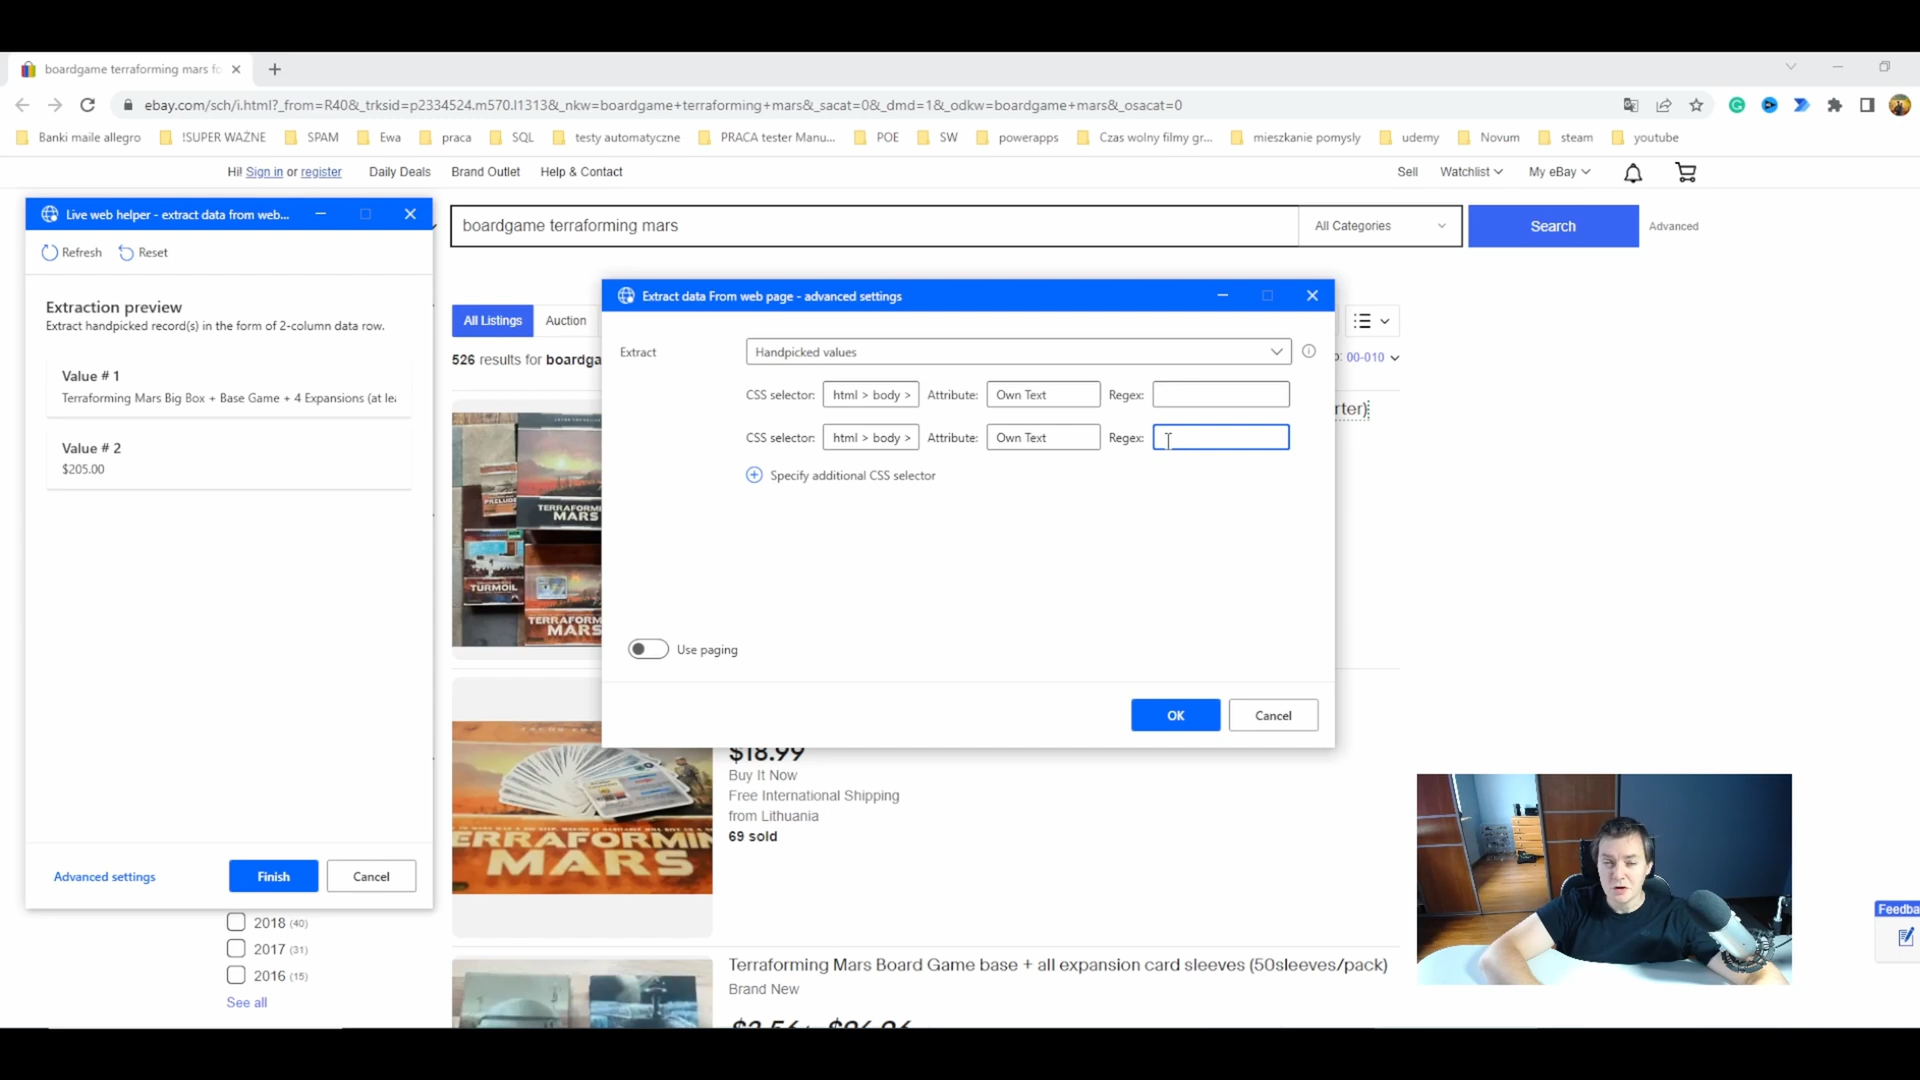 boardgame terraforming mars fo
ebay.com/sch/i.html?_from=R40&_trksid=p2334524.m570.l1313&_nkw=boardgame+terraforming+mars&_sacat=0&_dmd=1&_odkw=boardgame+mars&_osacat=0
Banki maile allegro !SUPER WAŻNE SPAM Ewa praca SQL testy automatyczne PRACA tester Manu... POE SW powerapps Czas wolny filmy gr... mieszkanie pomysly udemy Novum steam youtube
Hi! Sign in or register Daily Deals Brand Outlet Help & Contact Sell Watchlist My eBay
Live web helper - extract data from web...
boardgame terraforming mars All Categories Search Advanced
Refresh Reset
Extraction preview
Extract handpicked record(s) in the form of 2-column data row.
Value # 1
Terraforming Mars Big Box + Base Game + 4 Expansions (at lea
Value # 2
$205.00
Advanced settings Finish Cancel
All Listings Auction
526 results for boardga
00-010
rter)
Extract data From web page - advanced settings
Extract Handpicked values
CSS selector: html > body > Attribute: Own Text Regex:
CSS selector: html > body > Attribute: Own Text Regex:
Specify additional CSS selector
Use paging
OK Cancel
PRELUDE
TERRAFORM
MARS
TURMOIL
TERRAFORM
MARS
$18.99
Buy It Now
Free International Shipping
from Lithuania
69 sold
TERRAFORMIN
MARS
2018 (40)
2017 (31)
2016 (15)
See all
Terraforming Mars Board Game base + all expansion card sleeves (50sleeves/pack)
Brand New
Feedba